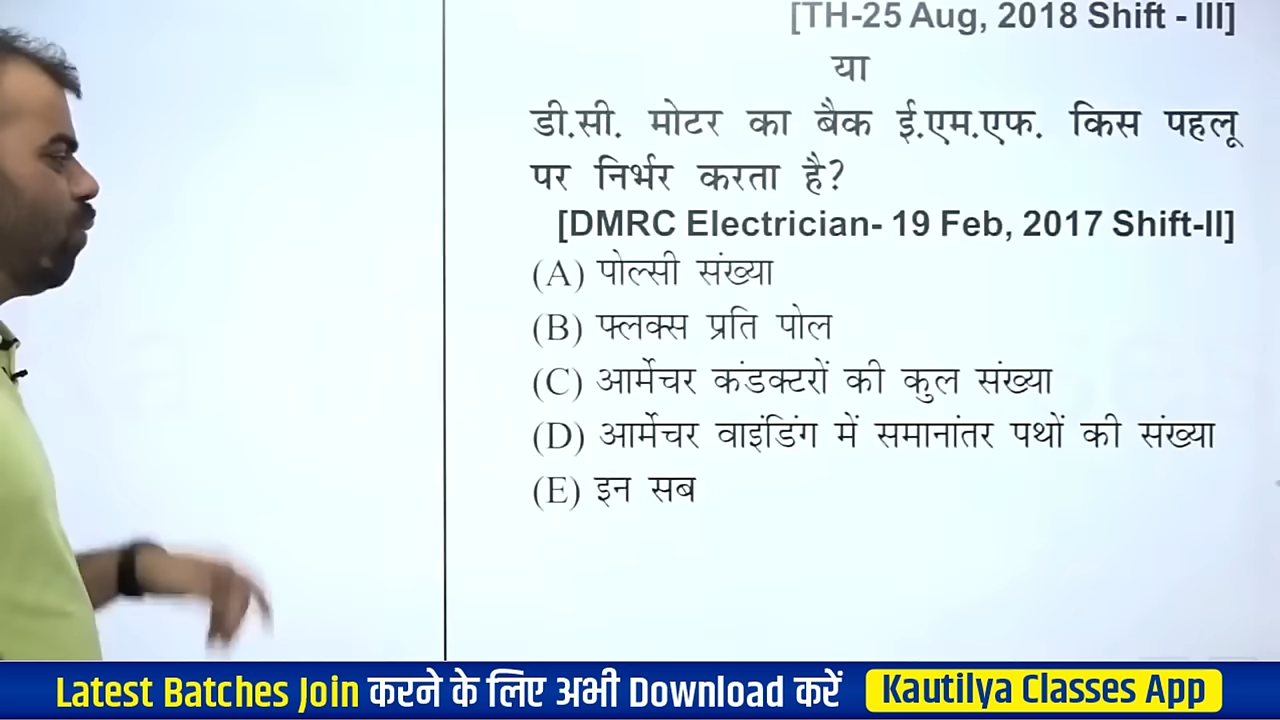 [TH-25 Aug, 2018 Shift - III]
या
डी.सी. मोटर का बैक ई.एम.एफ. किस पहलू
पर निर्भर करता है?
[DMRC Electrician- 19 Feb, 2017 Shift-II]
(A) पोल्सी संख्या
(B) फ्लक्स प्रति पोल
(C) आर्मेचर कंडक्टरों की कुल संख्या
(D) आर्मेचर वाइंडिंग में समानांतर पथों की संख्या
(E) इन सब
Latest Batches Join करने के लिए अभी Download करें Kautilya Classes App